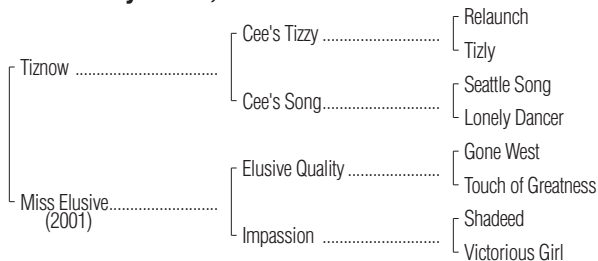 Relaunch
Cee's Tizzy ........................
Tizly
Tiznow .............................
Seattle Song
Cee's Song........................
Lonely Dancer
Gone West
Elusive Quality ..................
Touch of Greatness
Miss Elusive......................
(2001)
Shadeed
Impassion ........................
Victorious Girl